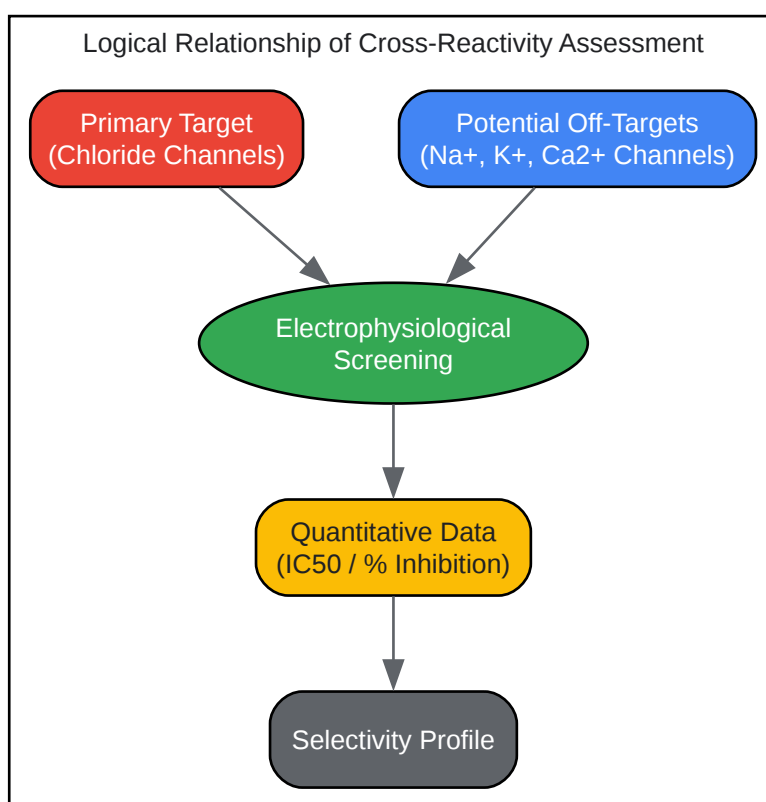 Logical Relationship of Cross-Reactivity Assessment
Primary Target
(Chloride Channels)
Potential Off-Targets
(Na+, K+, Ca2+ Channels)
Electrophysiological
Screening
Quantitative Data
(IC50 / % Inhibition)
Selectivity Profile